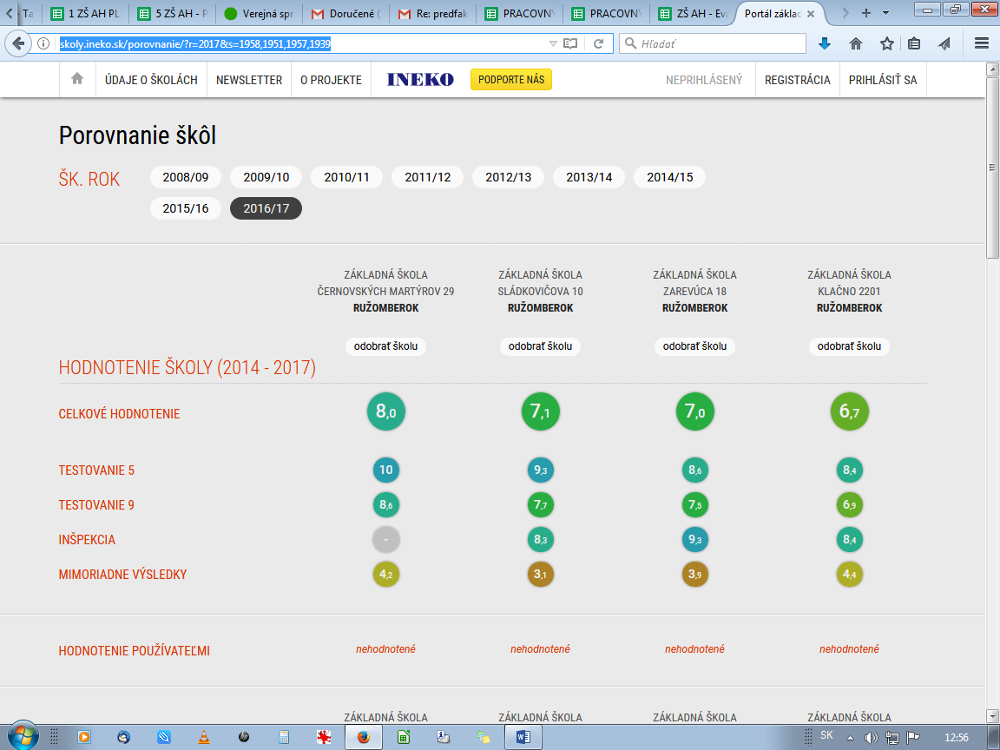 Ta
1 ZŠ AH PL
5 ZŠ AH - P
Verejná spr
Doručené (
Re: predfak
PRACOVNÝ
PRACOVNÝ
ZŠ AH - Eva
Portál základ
skoly.ineko.sk/porovnanie/?r=2017&s=1958,1951,1957,1939
Hľadať
ÚDAJE O ŠKOLÁCH NEWSLETTER O PROJEKTE INEKO PODPORTE NÁS NEPRIHLÁSENÝ REGISTRÁCIA PRIHLÁSIŤ SA
Porovnanie škôl
ŠK. ROK 2008/09 2009/10 2010/11 2011/12 2012/13 2013/14 2014/15
2015/16 2016/17
ZÁKLADNÁ ŠKOLA ZÁKLADNÁ ŠKOLA ZÁKLADNÁ ŠKOLA ZÁKLADNÁ ŠKOLA
ČERNOVSKÝCH MARTÝROV 29 SLÁDKOVIČOVA 10 ZAREVÚCA 18 KLAČNO 2201
RUŽOMBEROK RUŽOMBEROK RUŽOMBEROK RUŽOMBEROK
odobrať školu odobrať školu odobrať školu odobrať školu
HODNOTENIE ŠKOLY (2014 - 2017)
CELKOVÉ HODNOTENIE 8,0 7,1 7,0 6,7
TESTOVANIE 5 10 9,3 8,6 8,4
TESTOVANIE 9 8,6 7,7 7,5 6,9
INŠPEKCIA - 8,3 9,3 8,4
MIMORIADNE VÝSLEDKY 4,2 3,1 3,9 4,4
HODNOTENIE POUŽÍVATEĽMI nehodnotené nehodnotené nehodnotené nehodnotené
ZÁKLADNÁ ŠKOLA ZÁKLADNÁ ŠKOLA ZÁKLADNÁ ŠKOLA ZÁKLADNÁ ŠKOLA
SK 12:56